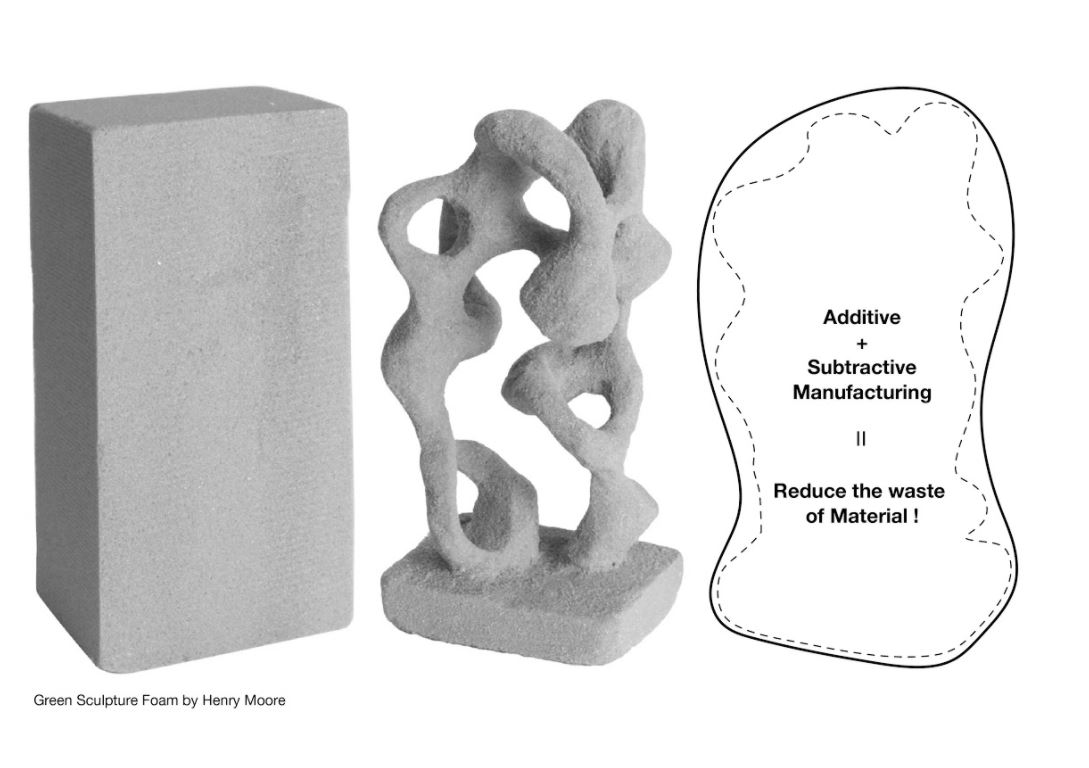 Additive
+
Subtractive
Manufacturing
=
Reduce the waste
of Material !
Green Sculpture Foam by Henry Moore